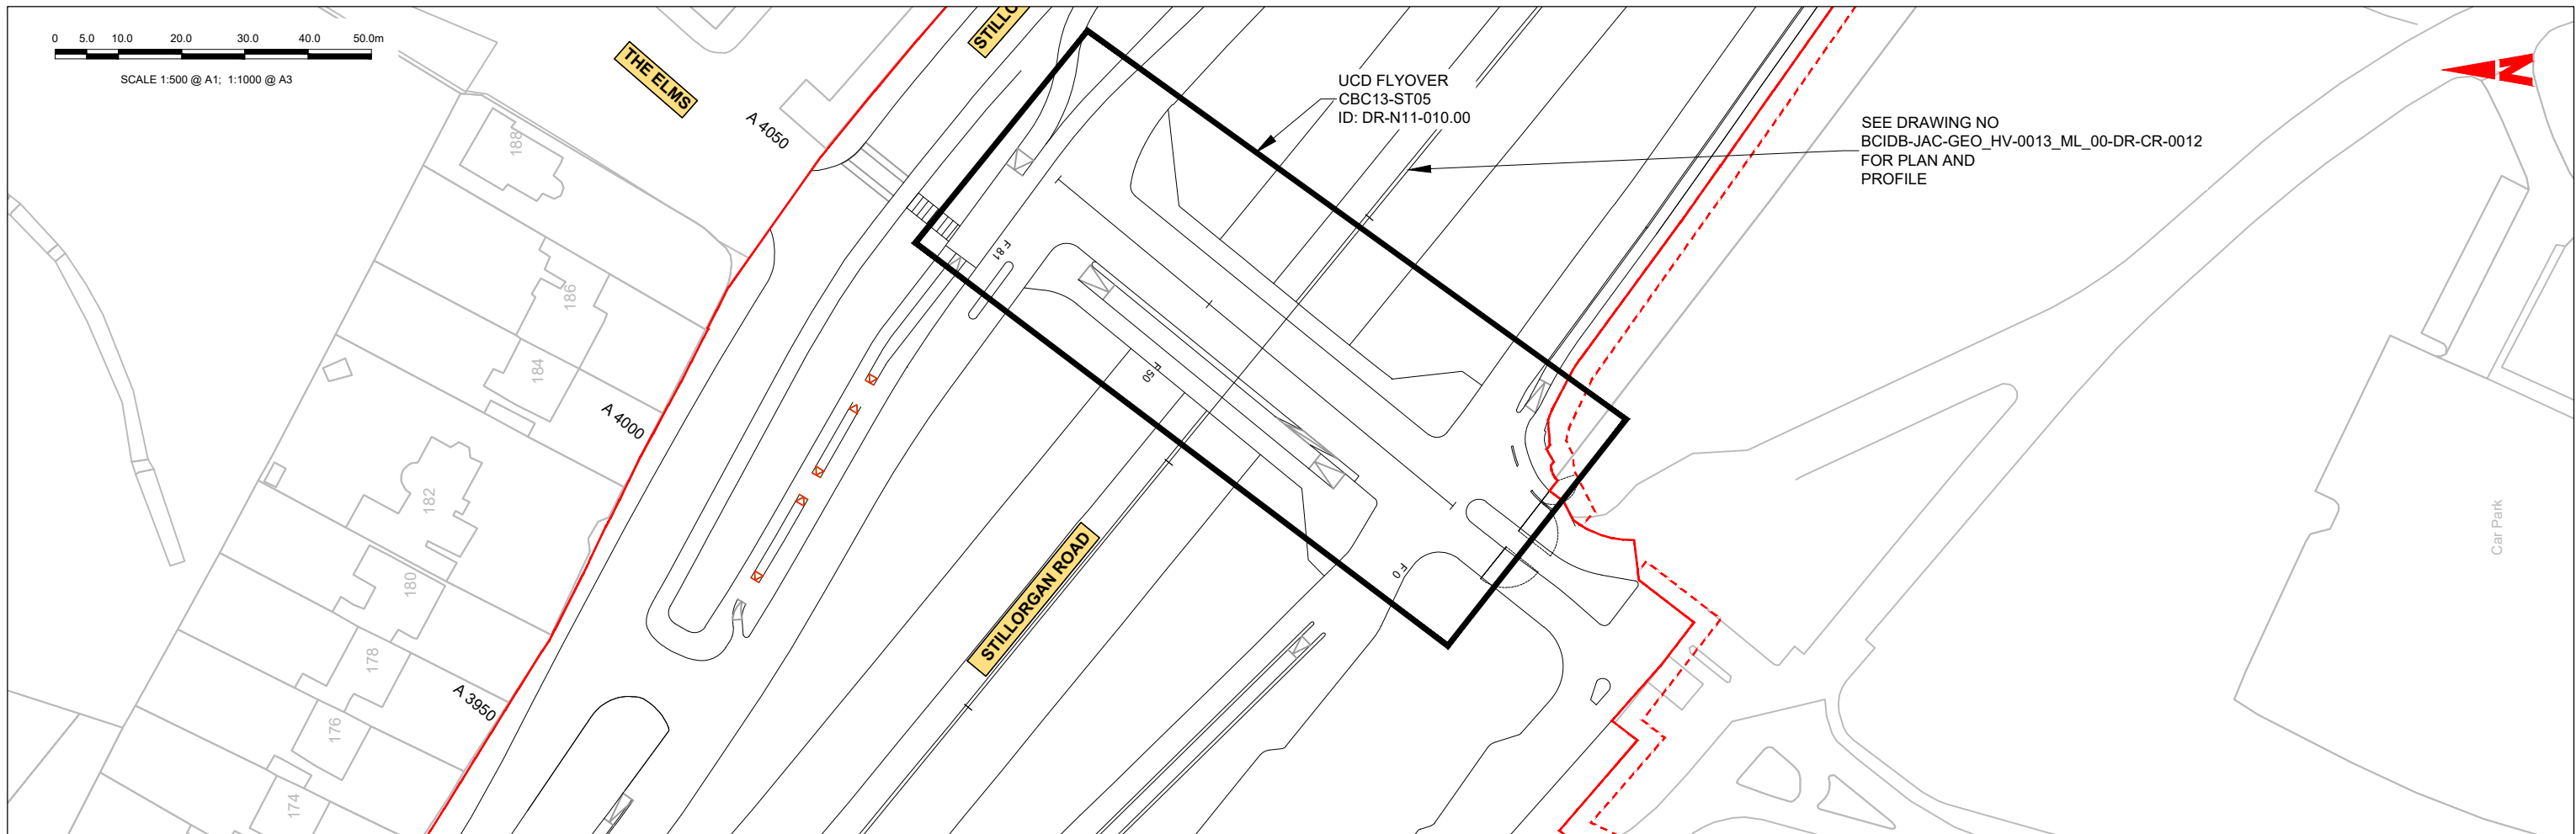 0 5.0 10.0 20.0 30.0 40.0 50.0m
SCALE 1:500 @ A1; 1:1000 @ A3
THE ELMS
STILLO
A 4050
UCD FLYOVER
CBC13-ST05
ID: DR-N11-010.00
SEE DRAWING NO
BCIDB-JAC-GEO_HV-0013_ML_00-DR-CR-0012
FOR PLAN AND
PROFILE
N
188
186
184
182
180
178
176
174
A 4000
A 3950
F 81
F 50
F 0
STILLORGAN ROAD
Car Park